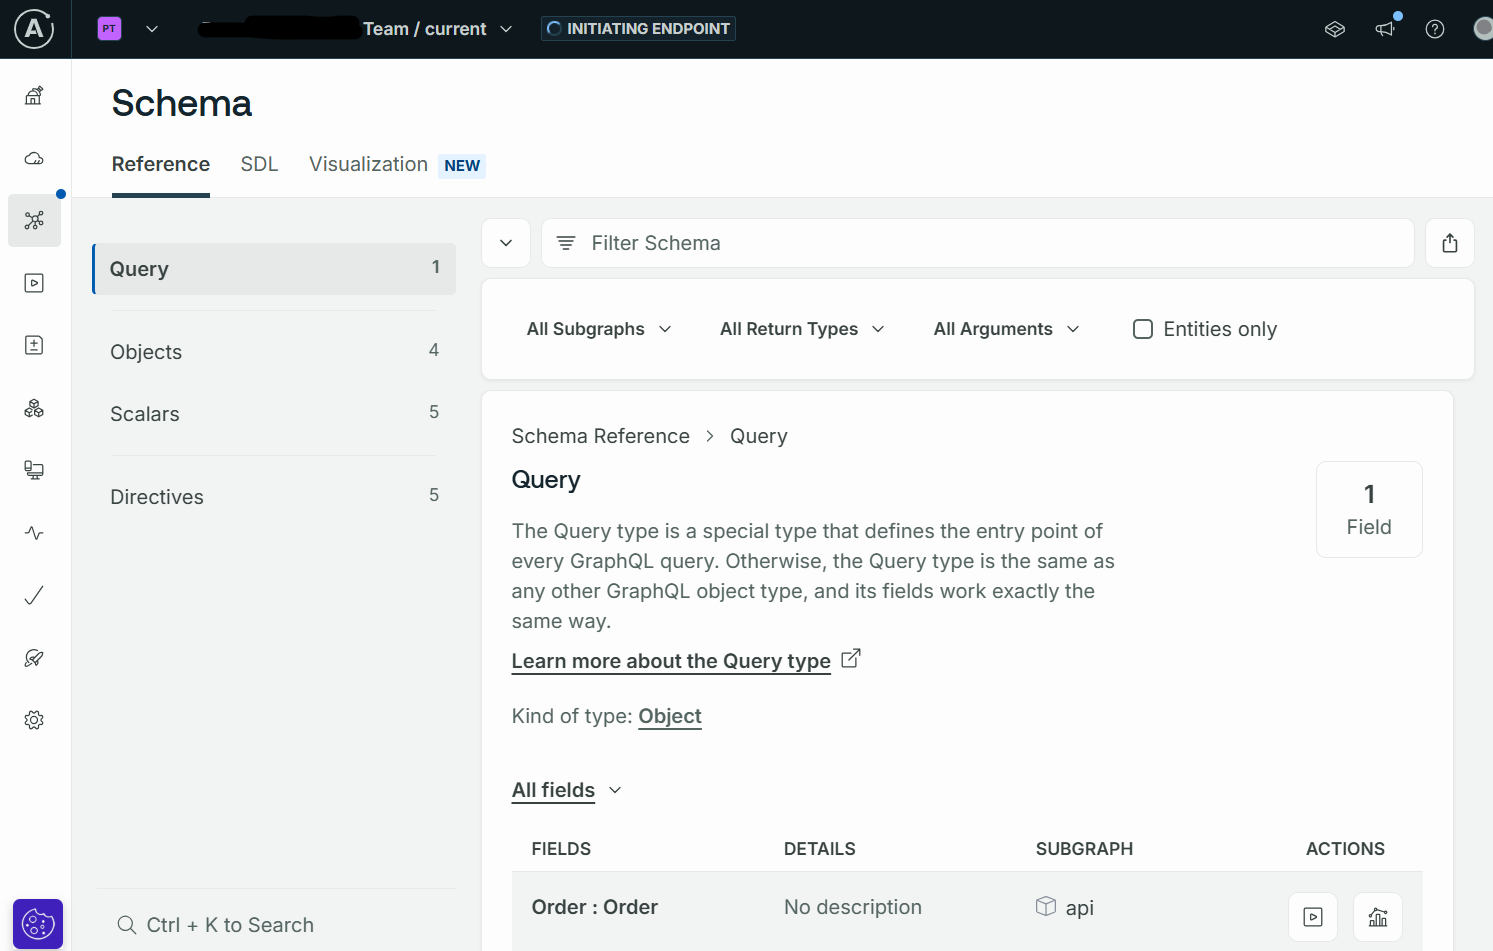 A
PT
Team / current
INITIATING ENDPOINT
?
Schema
Reference
SDL
Visualization
NEW
Query
1
Objects
4
Scalars
5
Directives
5
Ctrl + K to Search
Filter Schema
All Subgraphs
All Return Types
All Arguments
Entities only
Schema Reference > Query
Query
The Query type is a special type that defines the entry point of
every GraphQL query. Otherwise, the Query type is the same as
any other GraphQL object type, and its fields work exactly the
same way.
Learn more about the Query type
Kind of type: Object
1
Field
All fields
FIELDS
DETAILS
SUBGRAPH
ACTIONS
Order : Order
No description
api